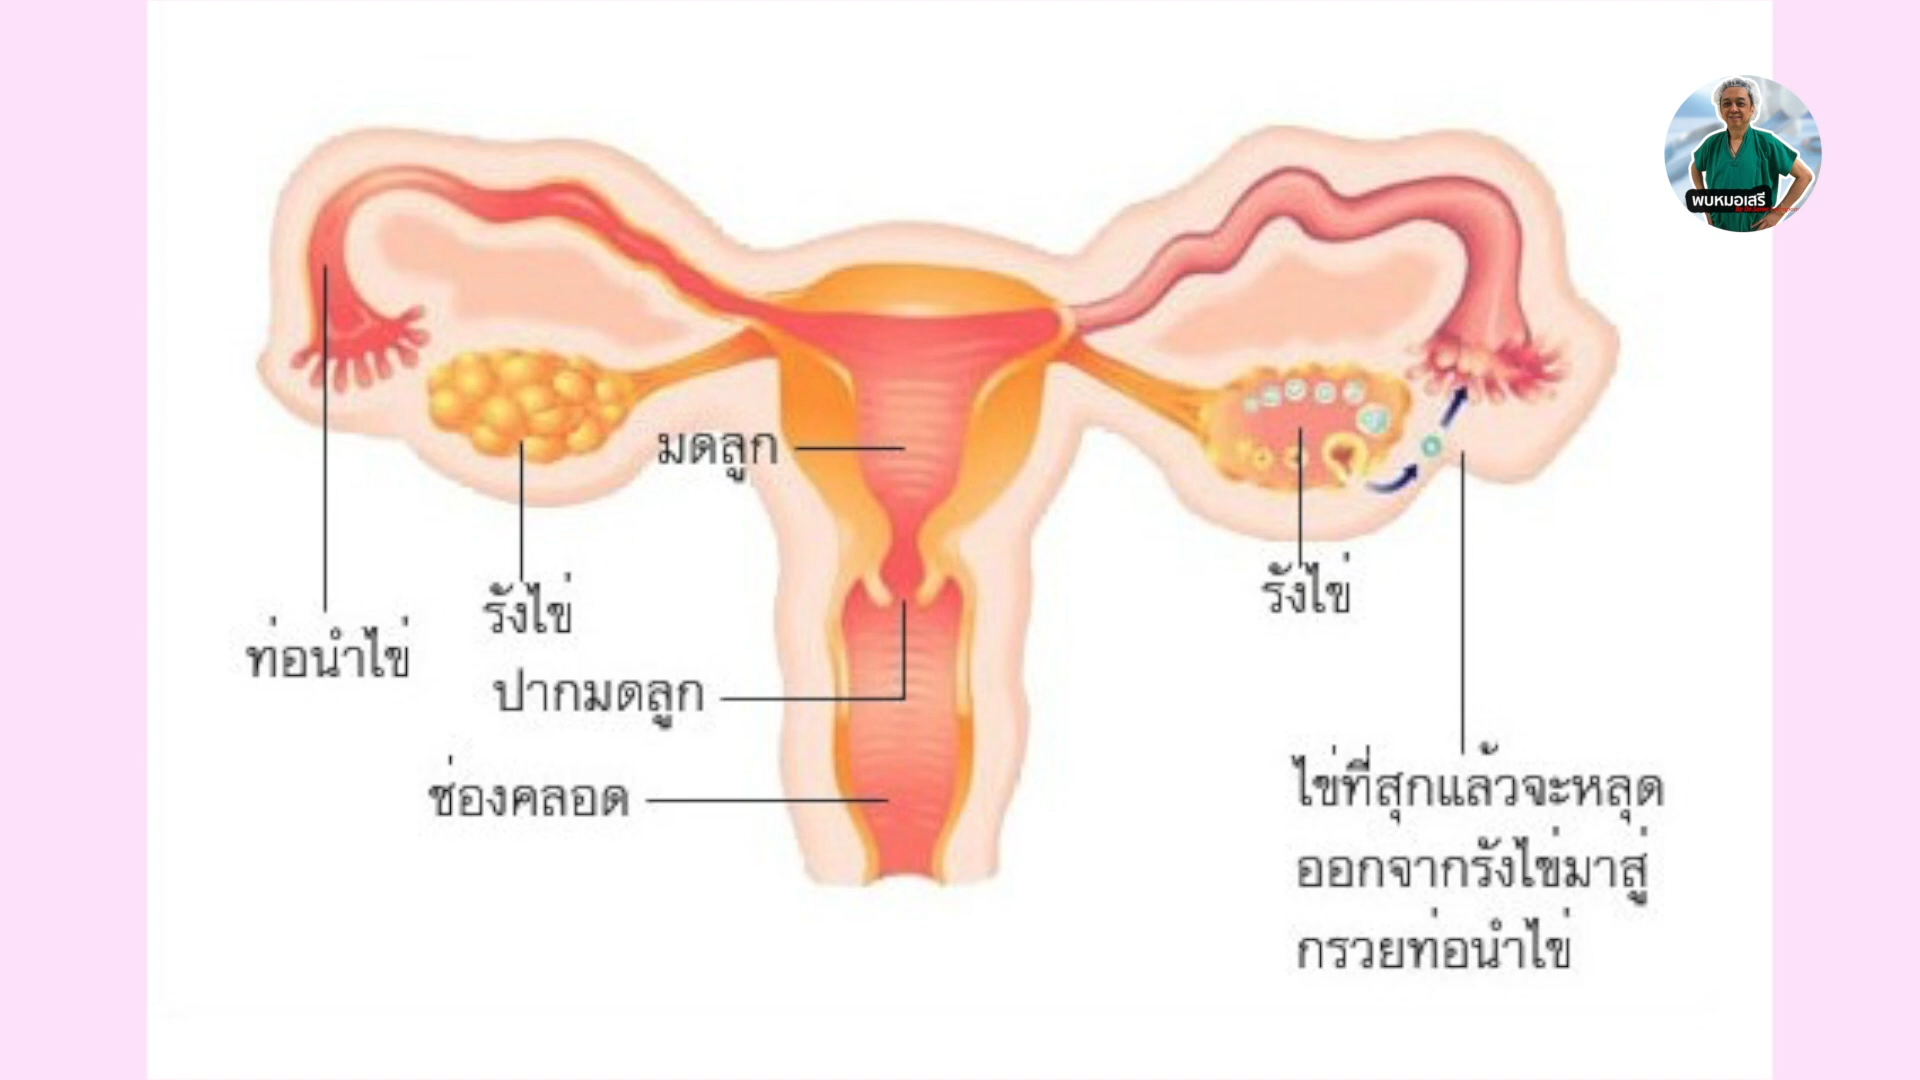 พบหมอเสรี
มดลูก
รังไข่
รังไข่
ท่อนำไข่
ปากมดลูก
ช่องคลอด
ไข่ที่สุกแล้วจะหลุด
ออกจากรังไข่มาสู่
กรวยท่อนำไข่